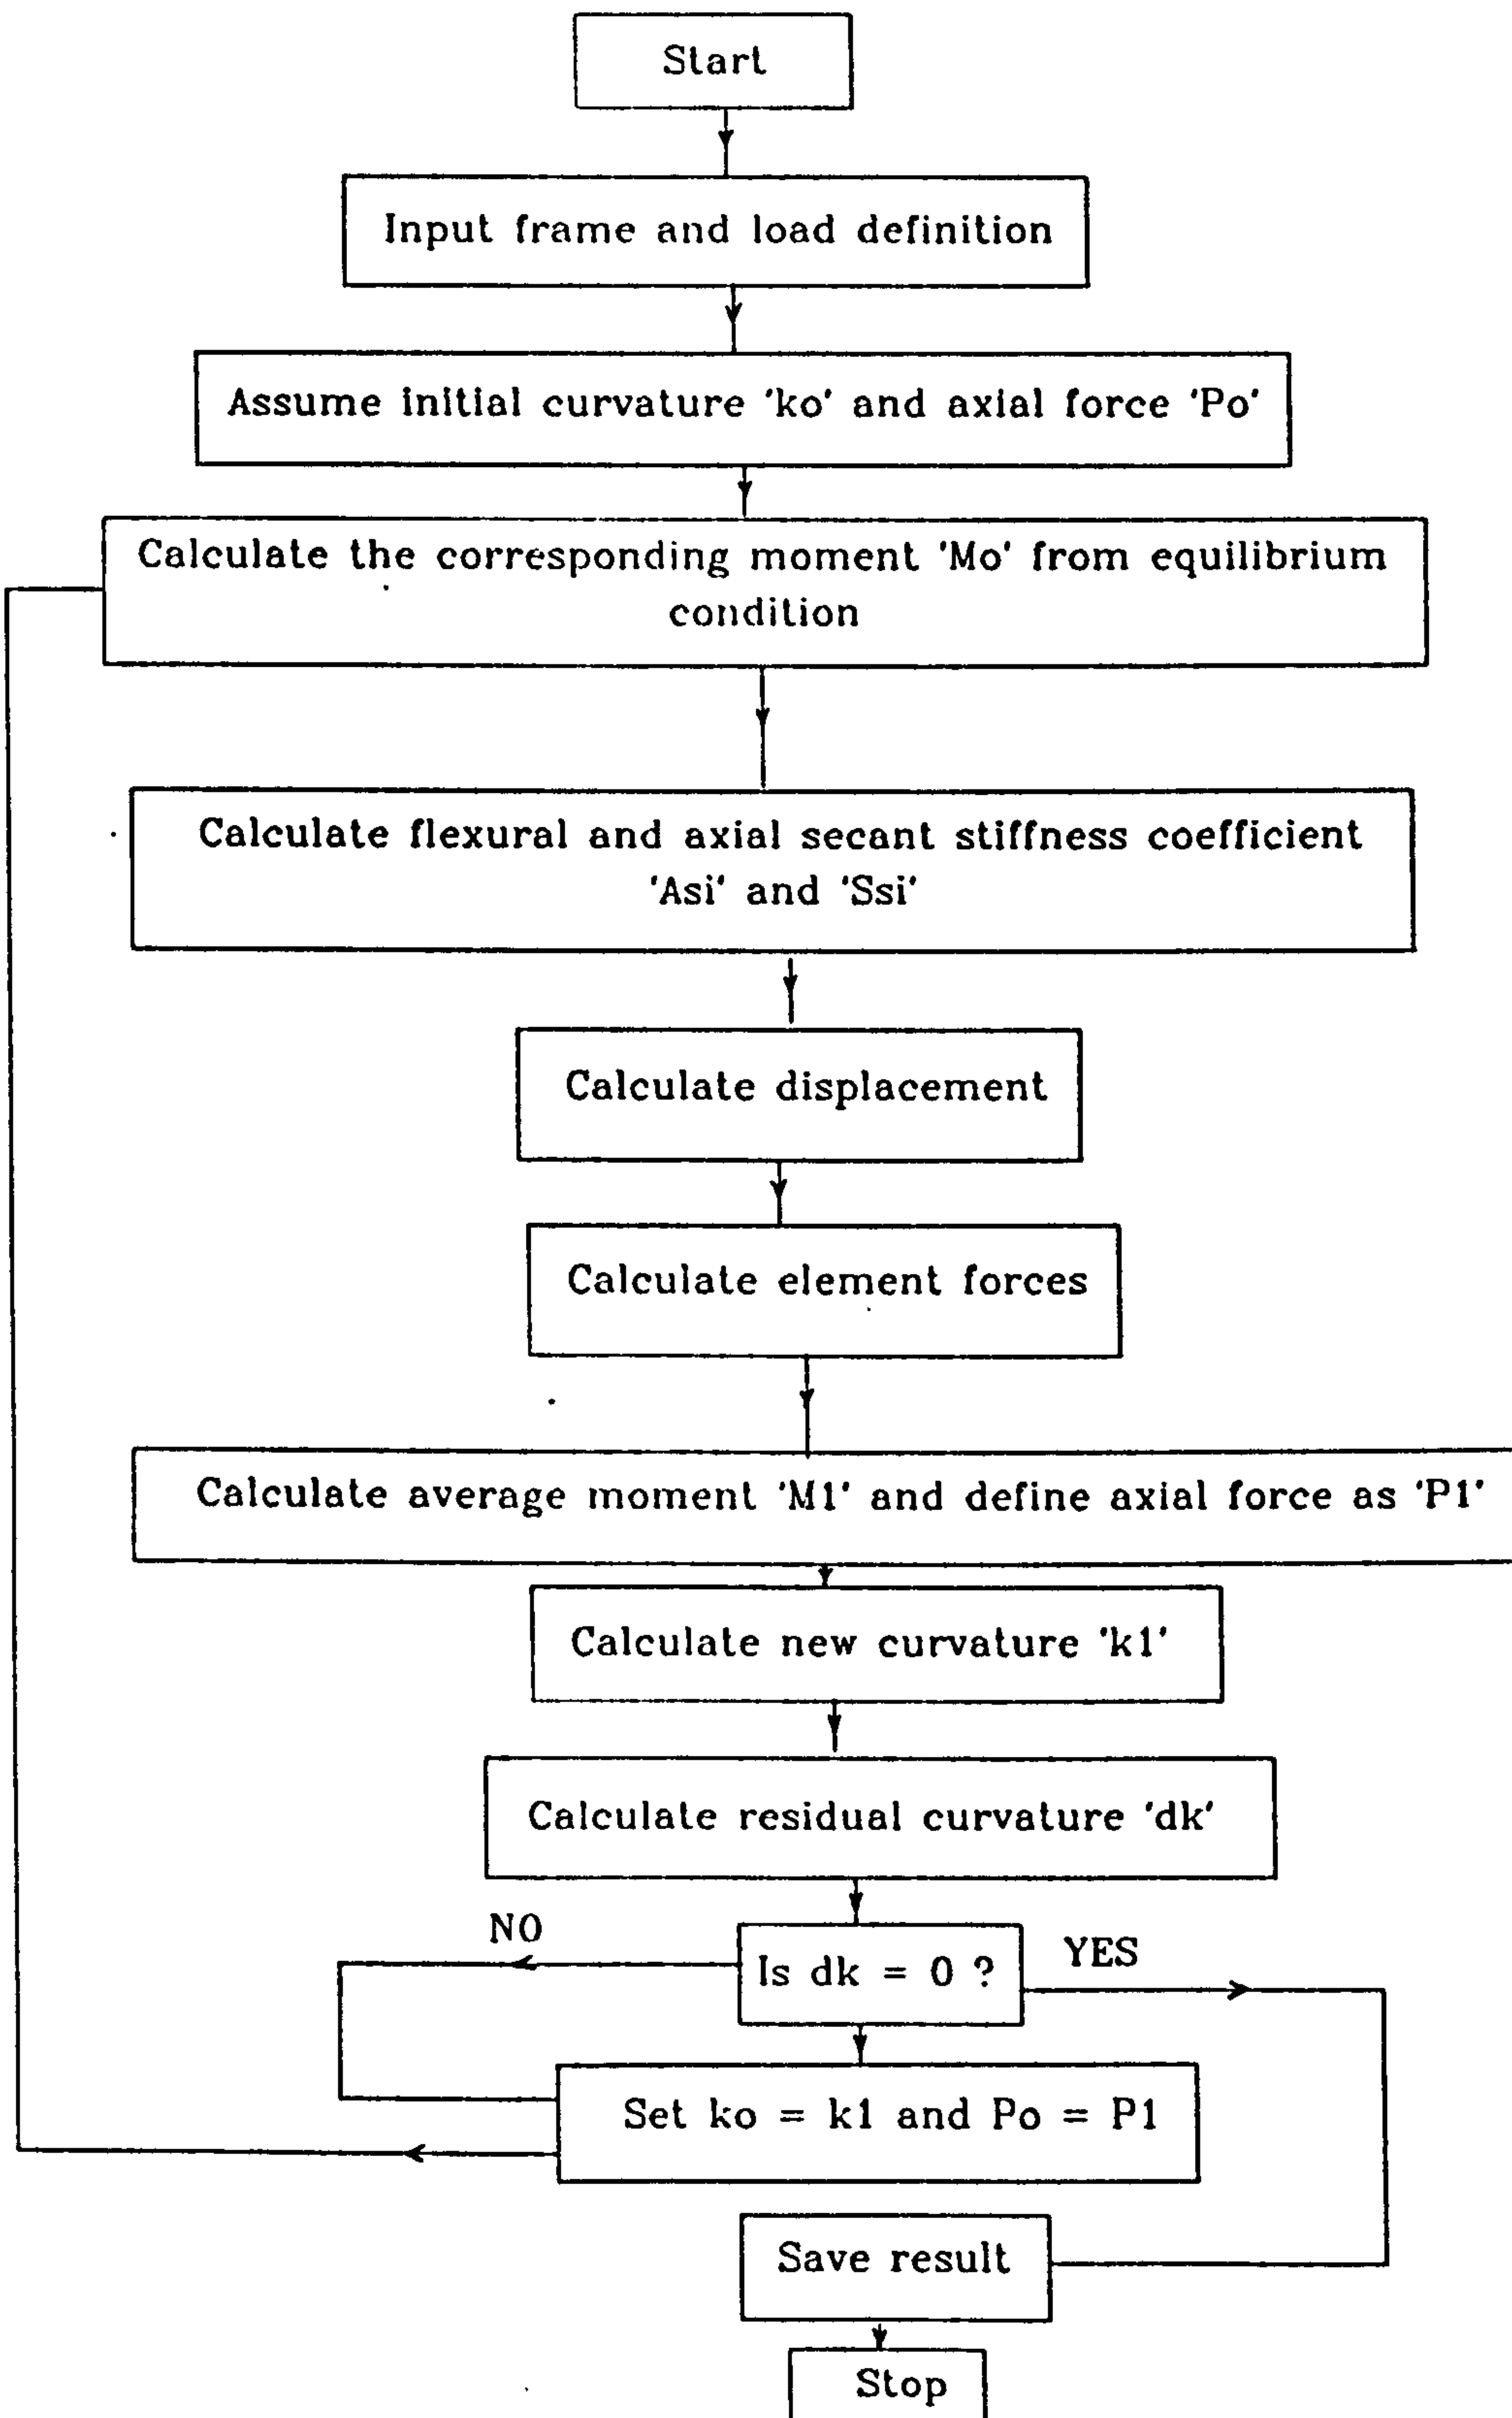 Start
Input frame and load definition
Assume initial curvature 'ko' and axial force 'Po'
Calculate the corresponding moment 'Mo' from equilibrium
condition
Calculate flexural and axial secant stiffness coefficient
'Asi' and 'Ssi'
Calculate displacement
Calculate element forces
Calculate average moment 'M1' and define axial force as 'P1'
Calculate new curvature 'k1'
Calculate residual curvature 'dk'
NO
Is dk = 0 ?
YES
Set ko = k1 and Po = P1
Save result
Stop